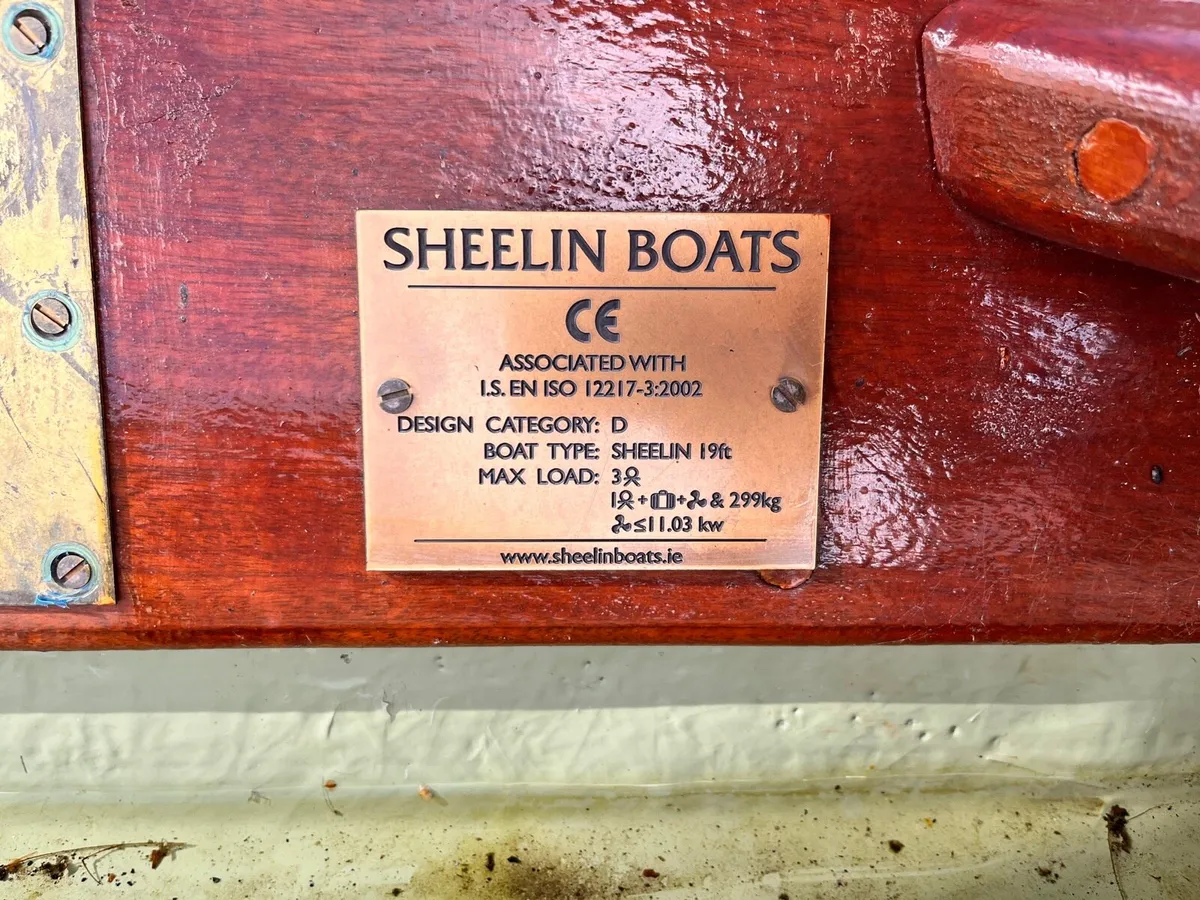 SHEELIN BOATS
CE
ASSOCIATED WITH
I.S. EN ISO 12217-3:2002
DESIGN CATEGORY: D
BOAT TYPE: SHEELIN 19ft
MAX LOAD: 3
1 + + & 299kg
≤11.03 kw
www.sheelinboats.ie